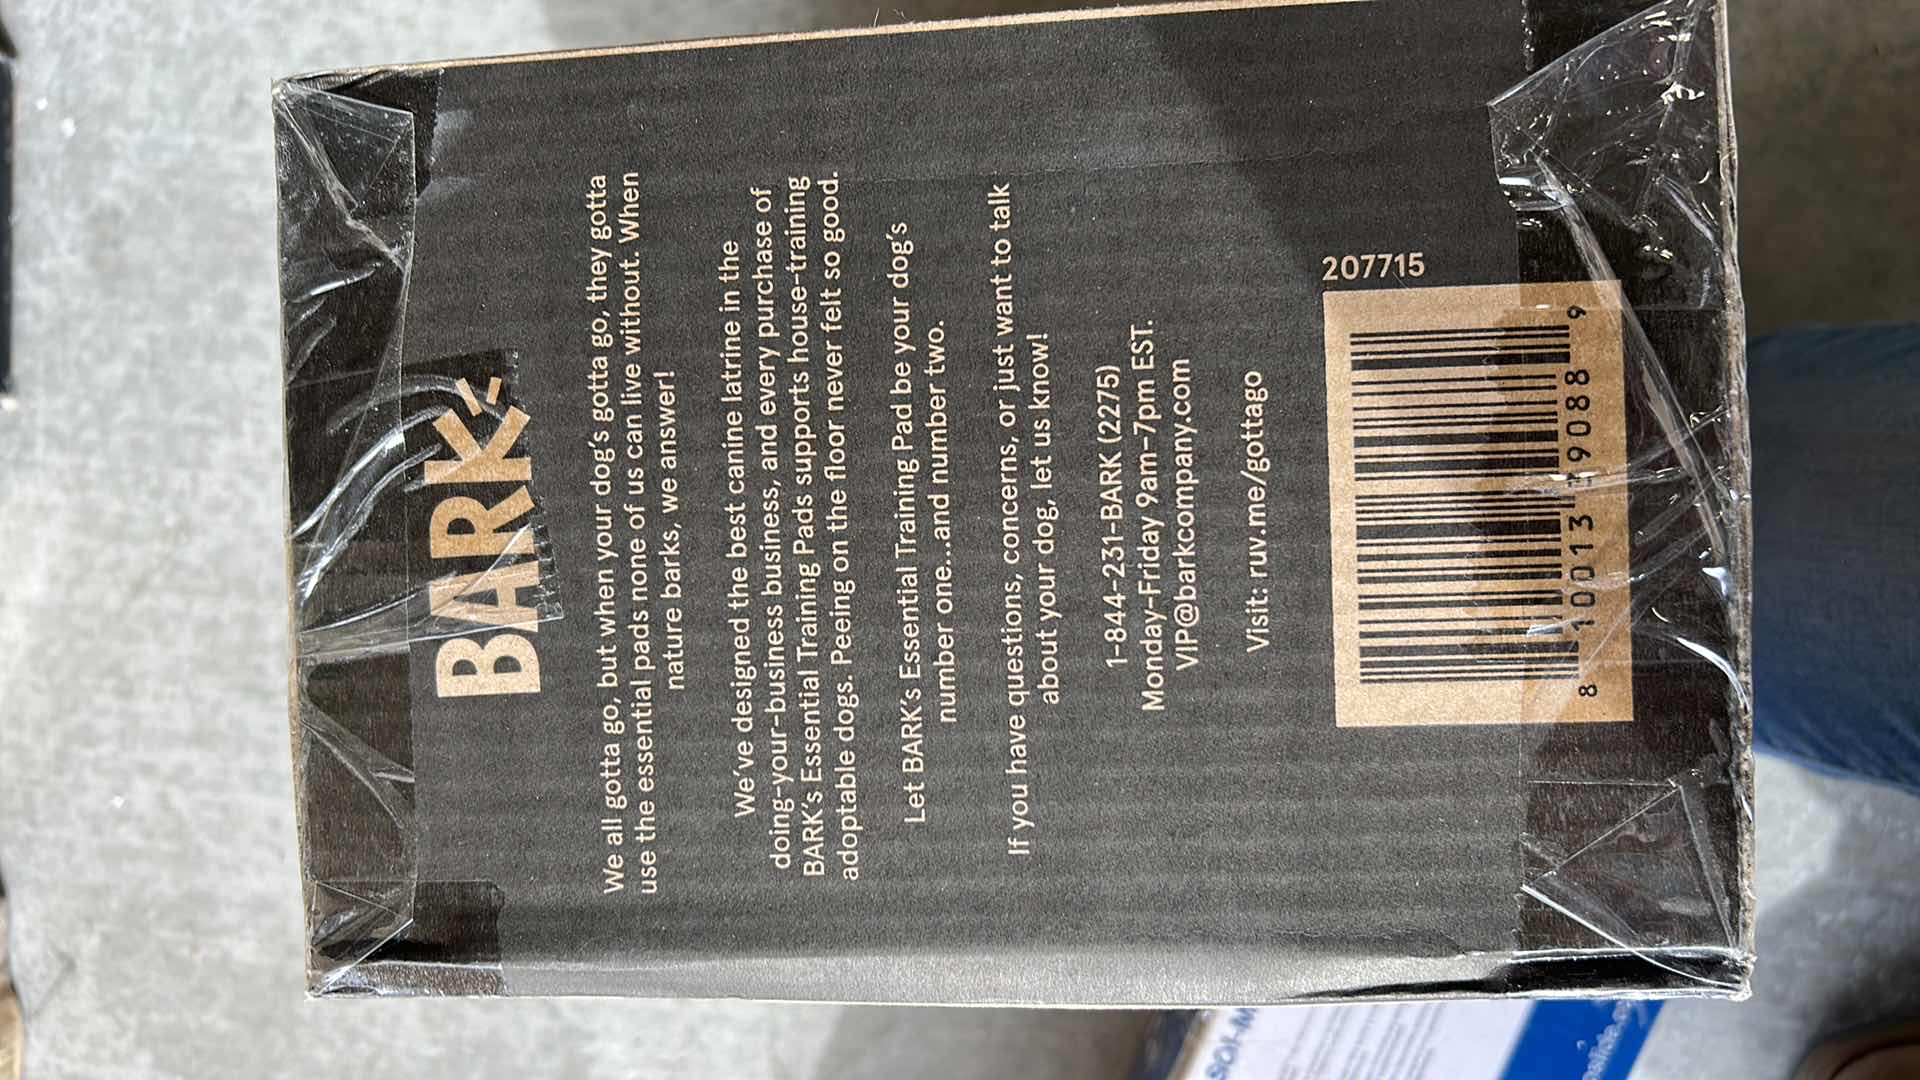 BARK
We all gotta go, but when your dog's gotta go, they gotta
use the essential pads none of us can live without. When
nature barks, we answer!
We've designed the best canine latrine in the
doing-your-business business, and every purchase of
BARK's Essential Training Pads supports house-training
adoptable dogs. Peeing on the floor never felt so good.
Let BARK's Essential Training Pad be your dog's
number one...and number two.
If you have questions, concerns, or just want to talk
about your dog, let us know!
1-844-231-BARK (2275)
Monday-Friday 9am-7pm EST.
VIP@barkcompany.com
Visit: ruv.me/gottago
207715
8 10013 19088 9